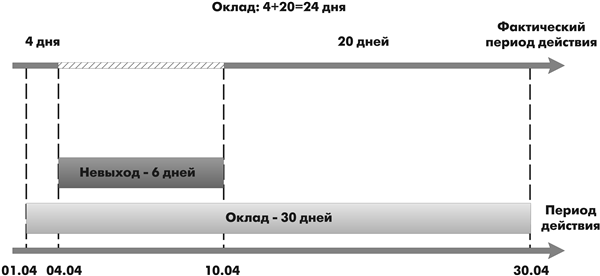 Оклад: 4+20=24 дня
4 дня
20 дней
Фактический
период действия
Невыход - 6 дней
Оклад - 30 дней
Период
действия
01.04 04.04 10.04 30.04